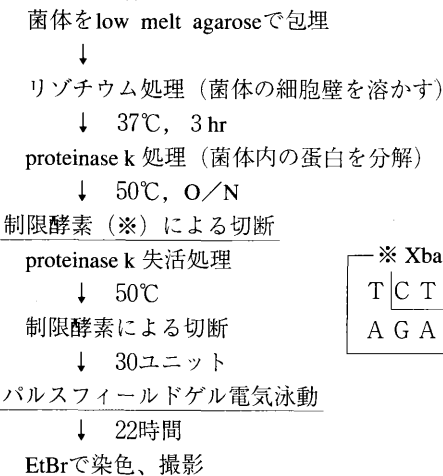 菌体をlow melt agaroseで包埋
↓
リゾチウム処理（菌体の細胞壁を溶かす）
↓ 37℃, 3 hr
proteinase k 処理（菌体内の蛋白を分解）
↓ 50℃, O／N
制限酵素（※）による切断
proteinase k 失活処理
※ Xba
↓ 50℃
T C T
制限酵素による切断
A G A
↓ 30ユニット
パルスフィールドゲル電気泳動
↓ 22時間
EtBrで染色、撮影